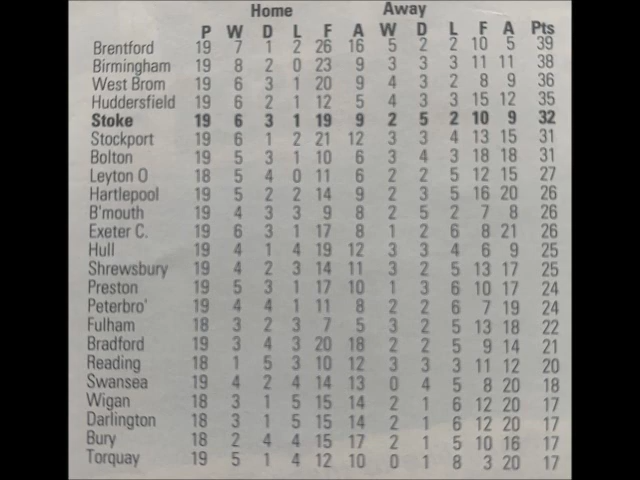 Home Away
P W D L F A W D L F A Pts
Brentford 19 7 1 2 26 16 5 2 2 10 5 39
Birmingham 19 8 2 0 23 9 3 3 3 11 11 38
West Brom 19 6 3 1 20 9 4 3 2 8 9 36
Huddersfield 19 6 2 1 12 5 4 3 3 15 12 35
Stoke 19 6 3 1 19 9 2 5 2 10 9 32
Stockport 19 6 1 2 21 12 3 3 4 13 15 31
Bolton 19 5 3 1 10 6 3 4 3 18 18 31
Leyton O 18 5 4 0 11 6 2 2 5 12 15 27
Hartlepool 19 5 2 2 14 9 2 3 5 16 20 26
B'mouth 19 4 3 3 9 8 2 5 2 7 8 26
Exeter C. 19 6 3 1 17 8 1 2 6 8 21 26
Hull 19 4 1 4 19 12 3 3 4 6 9 25
Shrewsbury 19 4 2 3 14 11 3 2 5 13 17 25
Preston 19 5 3 1 17 10 1 3 6 10 17 24
Peterbro' 19 4 4 1 11 8 2 2 6 7 19 24
Fulham 18 3 2 3 7 5 3 2 5 13 18 22
Bradford 19 3 4 3 20 18 2 2 5 9 14 21
Reading 18 1 5 3 10 12 3 3 3 11 12 20
Swansea 19 4 2 4 14 13 0 4 5 8 20 18
Wigan 18 3 1 5 15 14 2 1 6 12 20 17
Darlington 18 3 1 5 15 14 2 1 6 12 20 17
Bury 18 2 4 4 15 17 2 1 5 10 16 17
Torquay 19 5 1 4 12 10 0 1 8 3 20 17